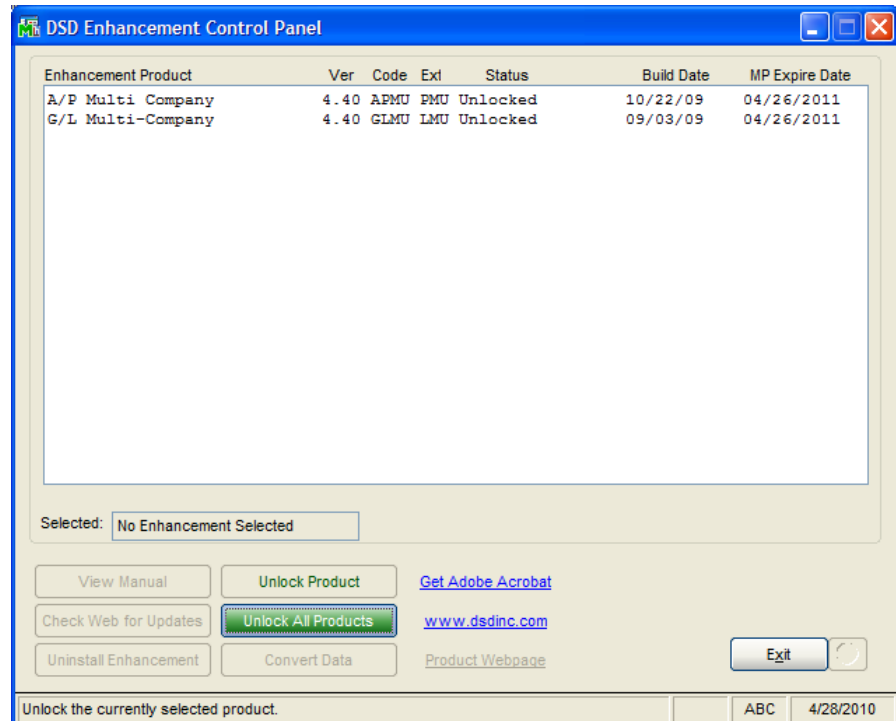 DSD Enhancement Control Panel
Enhancement Product Ver Code Ext Status Build Date MP Expire Date
A/P Multi Company 4.40 APMU PMU Unlocked 10/22/09 04/26/2011
G/L Multi-Company 4.40 GLMU LMU Unlocked 09/03/09 04/26/2011
Selected: No Enhancement Selected
View Manual Unlock Product Get Adobe Acrobat
Check Web for Updates Unlock All Products www.dsdinc.com
Uninstall Enhancement Convert Data Product Webpage
Exit
Unlock the currently selected product. ABC 4/28/2010